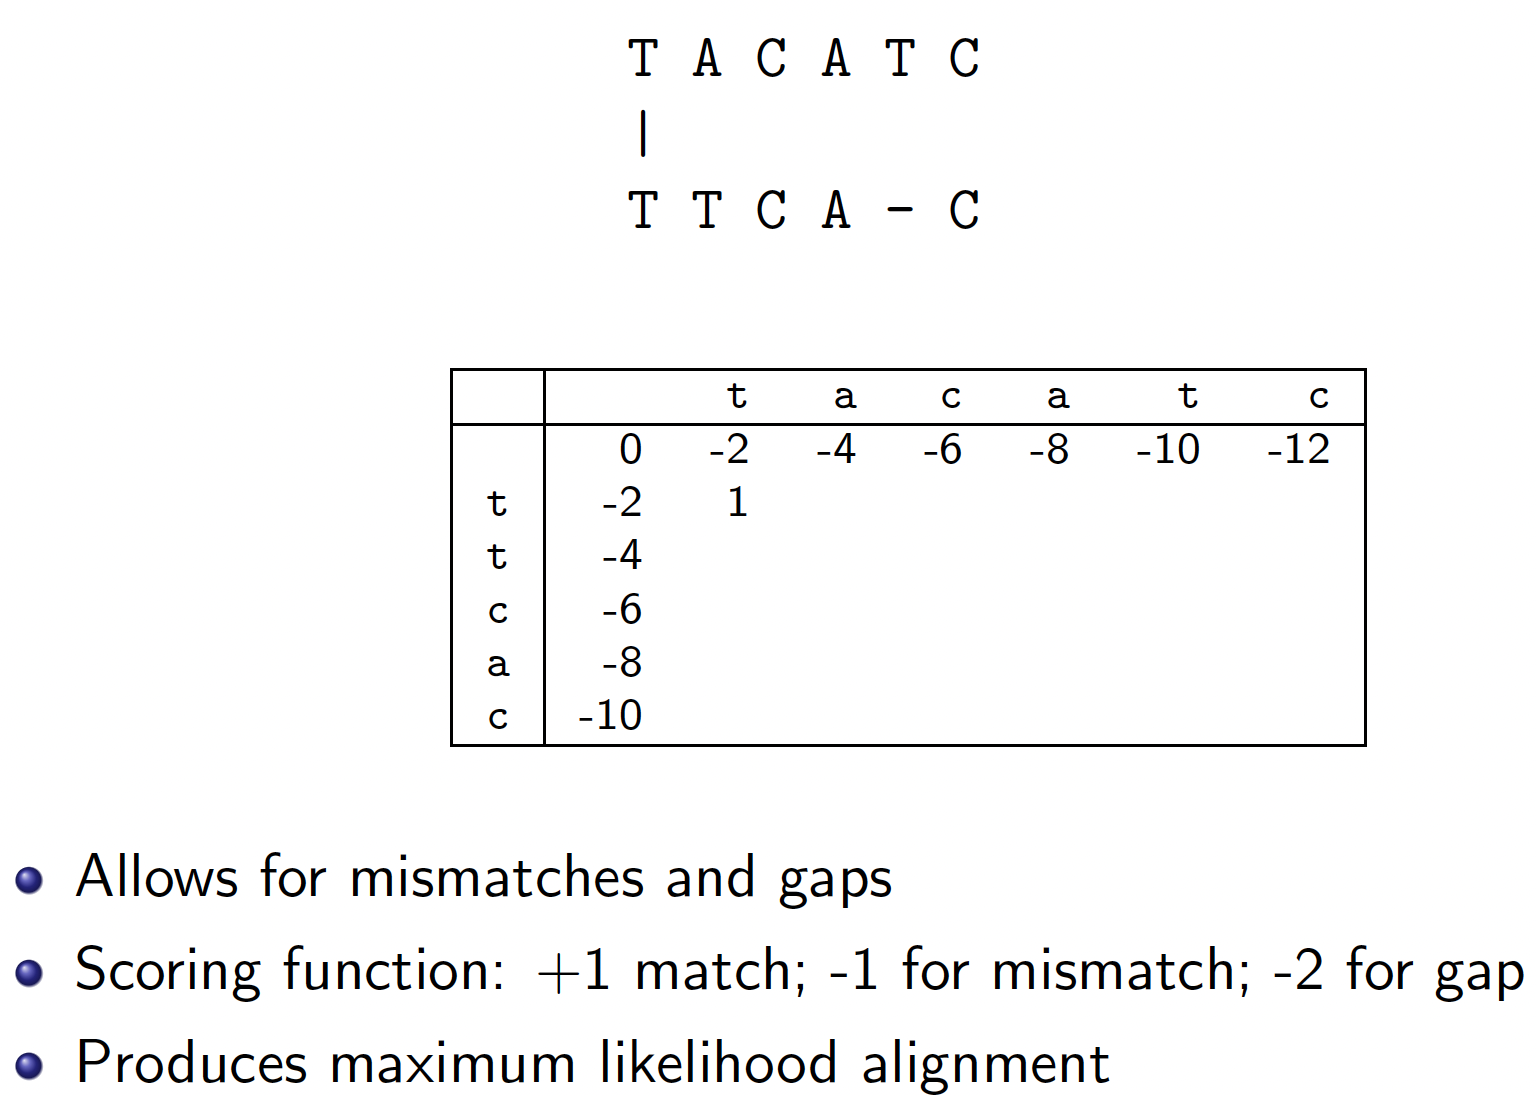 T A C A T C
|
T T C A - C
t a c a t c
0 -2 -4 -6 -8 -10 -12
t -2 1
t -4
c -6
a -8
c -10
Allows for mismatches and gaps
Scoring function: +1 match; -1 for mismatch; -2 for gap
Produces maximum likelihood alignment